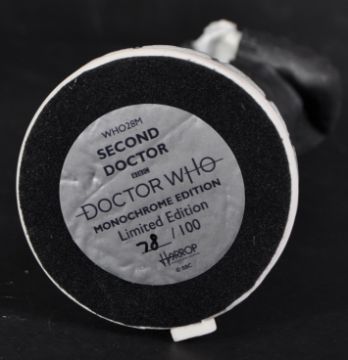 WHO28M
SECOND
DOCTOR
BBC
DOCTOR WHO
MONOCHROME EDITION
Limited Edition
78 / 100
HARROP
© BBC